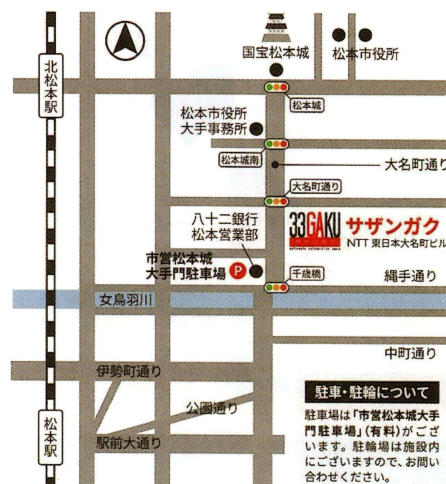 国宝松本城
松本市役所
北松本駅
松本城
松本市役所
大手事務所
松本城南
大名町通り
大名町通り
八十二銀行
松本営業部
33GAKU
サザンガク
NTT 東日本大名町ビル
市営松本城
大手門駐車場
P
千歳橋
縄手通り
女鳥羽川
中町通り
伊勢町通り
公園通り
松本駅
駅前大通り
駐車・駐輪について
駐車場は「市営松本城大手
門駐車場」(有料)がござ
います。駐輪場は施設内
にございますので、お問い
合わせください。